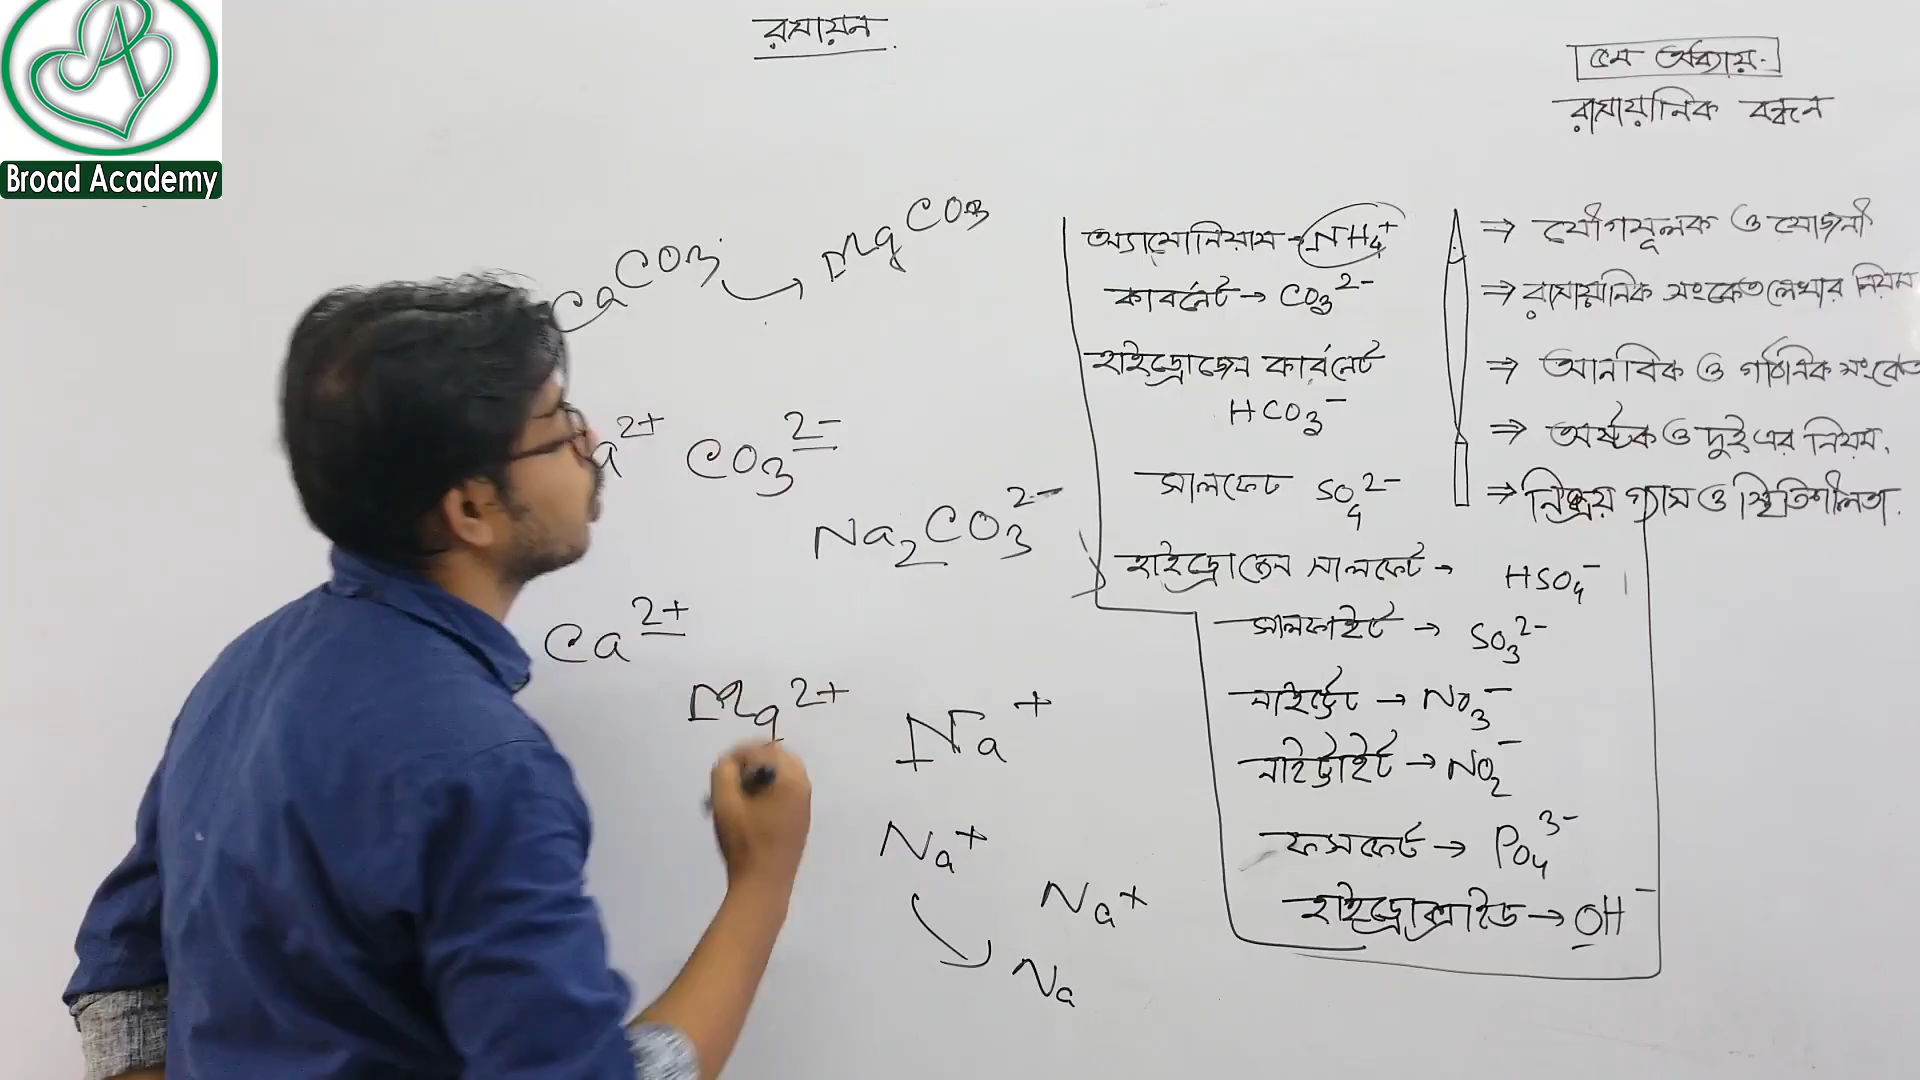 Broad Academy
রসায়ন
৫ম অধ্যায়
রাসায়নিক বন্ধন
CaCO3 → MgCO3
a2+ CO3 2-
Na2CO3 2-
Ca2+
Mg2+ Na+
Na+
Na+
Na
অ্যামোনিয়াম - NH4+
কার্বনেট → CO3 2-
হাইড্রোজেন কার্বনেট
HCO3-
সালফেট SO4 2-
হাইড্রোজেন সালফেট → HSO4-
সালফাইট → SO3 2-
নাইট্রেট → NO3-
নাইট্রাইট → NO2-
ফসফেট → PO4 3-
হাইড্রোক্সাইড → OH-
⇒ যৌগমূলক ও যোজনী
⇒ রাসায়নিক সংকেত লেখার নিয়ম
⇒ আনবিক ও গাঠনিক সংকেত
⇒ অষ্টক ও দুই এর নিয়ম.
⇒ নিষ্ক্রিয় গ্যাস ও স্থিতিশীলতা.